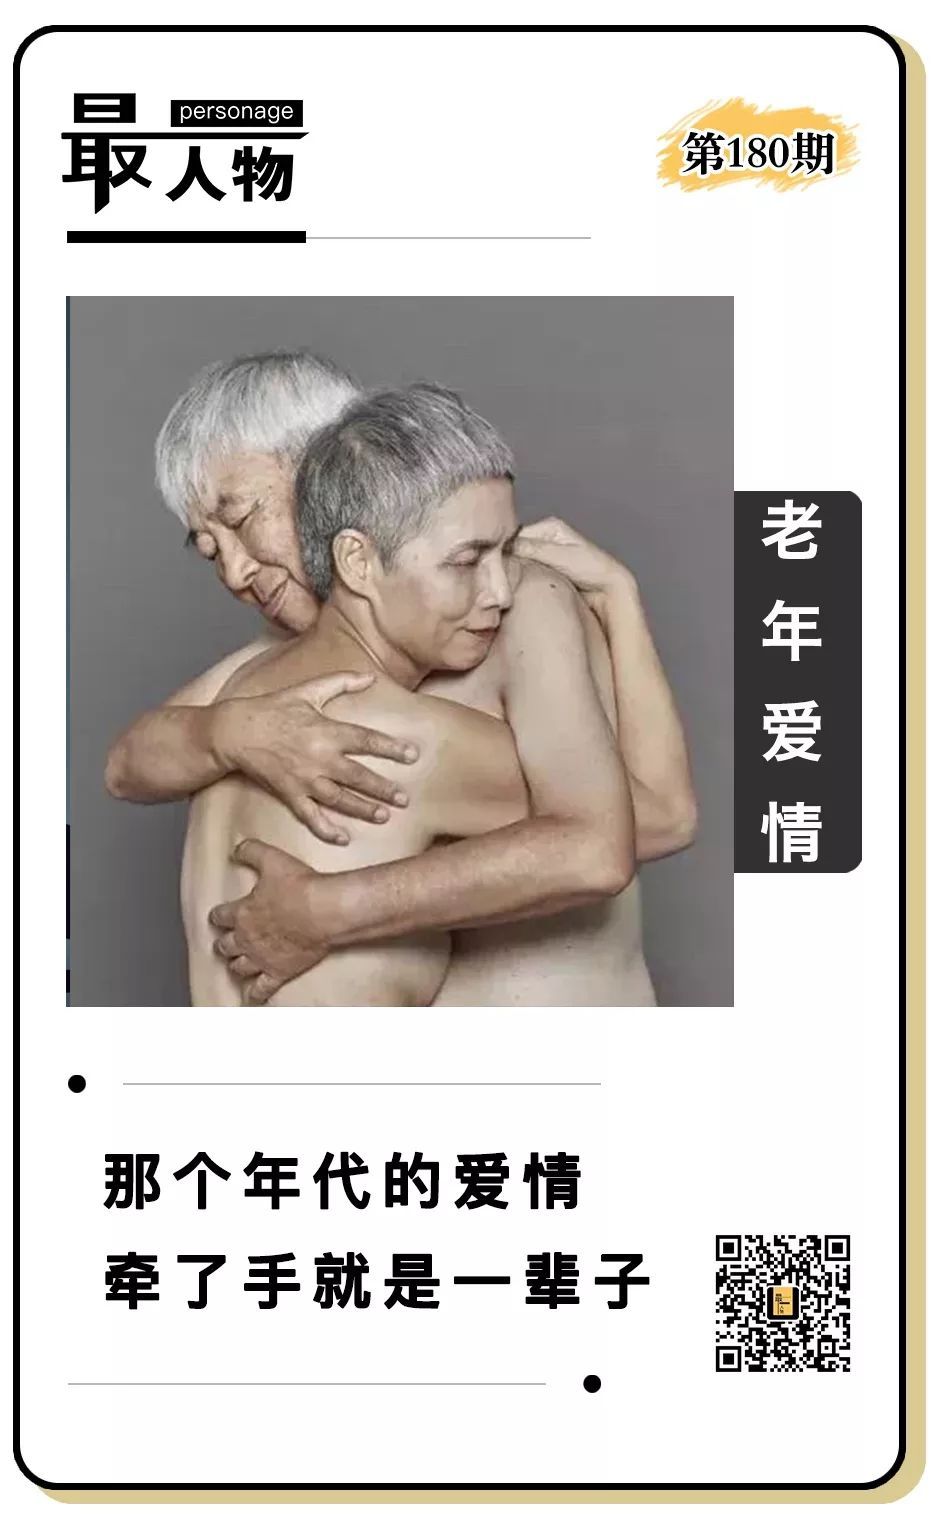 最人物
personage
第180期
老年爱情
那个年代的爱情
牵了手就是一辈子